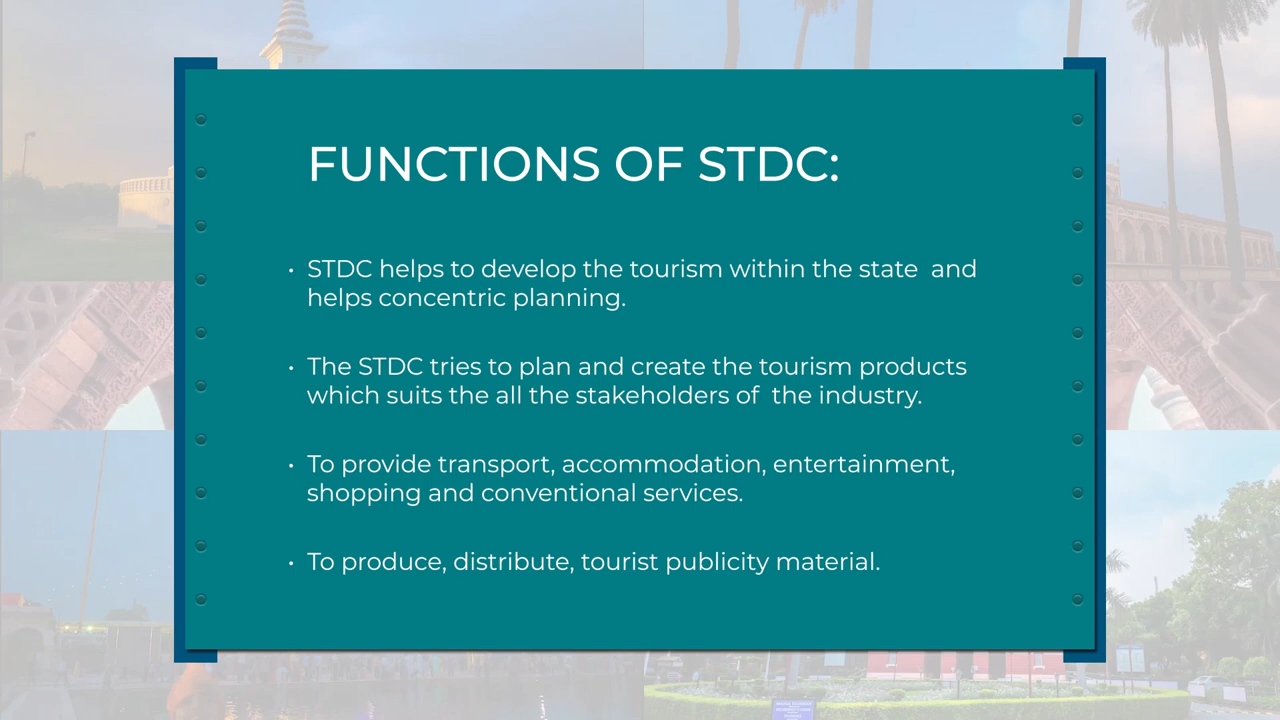 FUNCTIONS OF STDC:
• STDC helps to develop the tourism within the state  and
helps concentric planning.
• The STDC tries to plan and create the tourism products
which suits the all the stakeholders of  the industry.
• To provide transport, accommodation, entertainment,
shopping and conventional services.
• To produce, distribute, tourist publicity material.